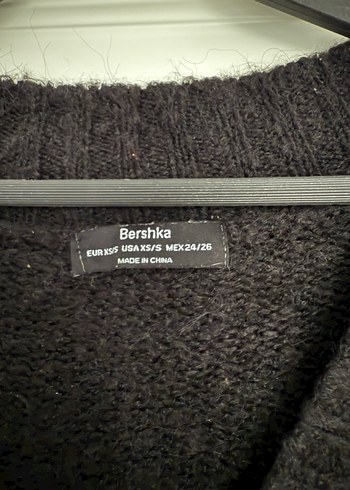 Bershka
EUR XS/S USA XS/S MEX 24/26
MADE IN CHINA